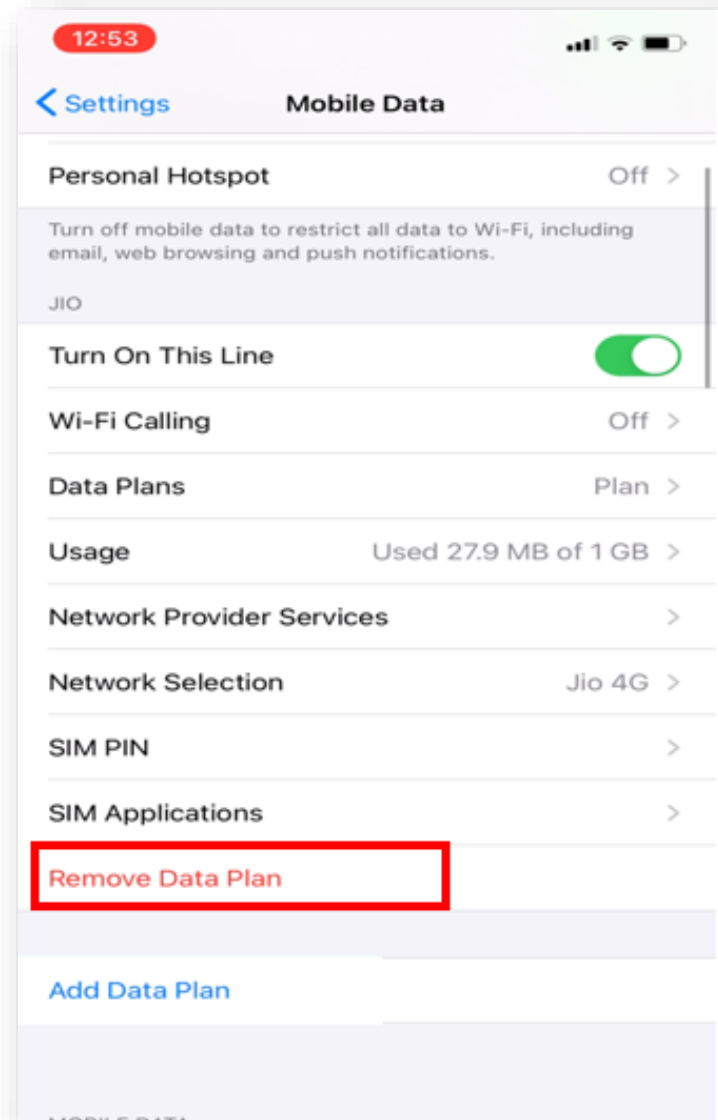 12:53
Settings
Mobile Data
Personal Hotspot Off
Turn off mobile data to restrict all data to Wi-Fi, including
email, web browsing and push notifications.
JIO
Turn On This Line
Wi-Fi Calling Off
Data Plans Plan
Usage Used 27.9 MB of 1 GB
Network Provider Services
Network Selection Jio 4G
SIM PIN
SIM Applications
Remove Data Plan
Add Data Plan
MOBILE DATA